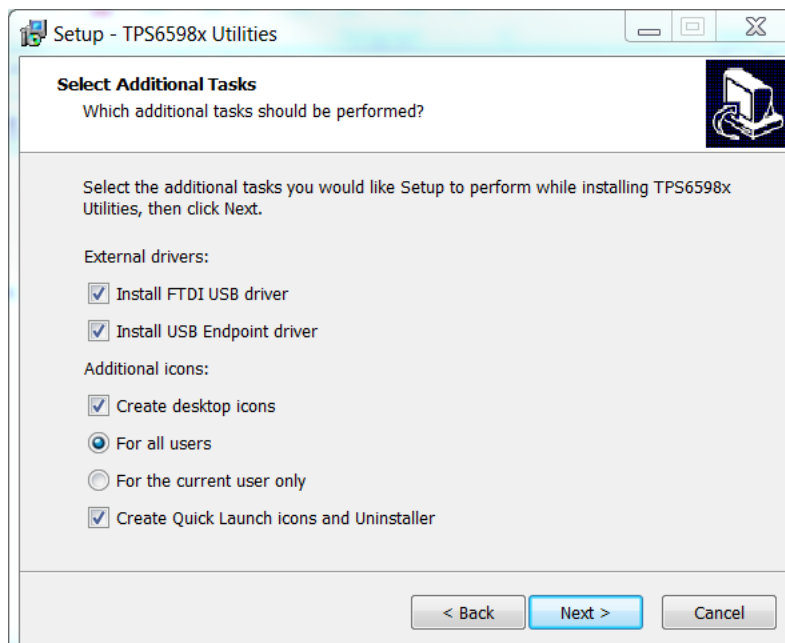 Setup - TPS6598x Utilities
Select Additional Tasks
Which additional tasks should be performed?
Select the additional tasks you would like Setup to perform while installing TPS6598x
Utilities, then click Next.
External drivers:
Install FTDI USB driver
Install USB Endpoint driver
Additional icons:
Create desktop icons
For all users
For the current user only
Create Quick Launch icons and Uninstaller
< Back Next > Cancel